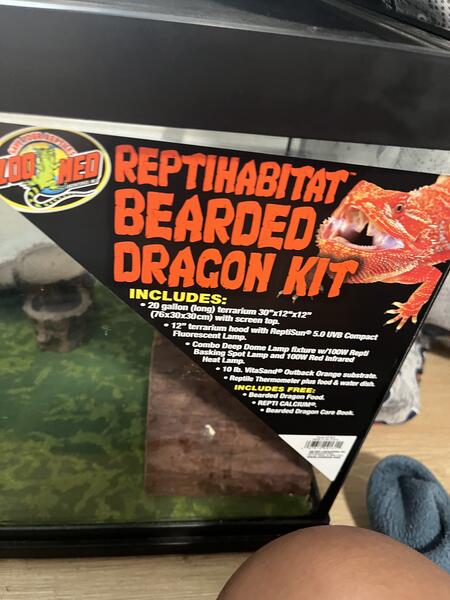 ZOO MED
REPTIHABITAT™
BEARDED
DRAGON KIT
INCLUDES:
• 20 gallon (long) terrarium 30"x12"x12"
(76x30x30cm) with screen top.
• 12" terrarium hood with ReptiSun® 5.0 UVB Compact
Fluorescent Lamp.
• Combo Deep Dome Lamp fixture w/100W Repti
Basking Spot Lamp and 100W Red Infrared
Heat Lamp.
• 10 lb. VitaSand® Outback Orange substrate.
• Reptile Thermometer plus food & water dish.
INCLUDES FREE:
• Bearded Dragon Food.
• REPTI CALCIUM®.
• Bearded Dragon Care Book.